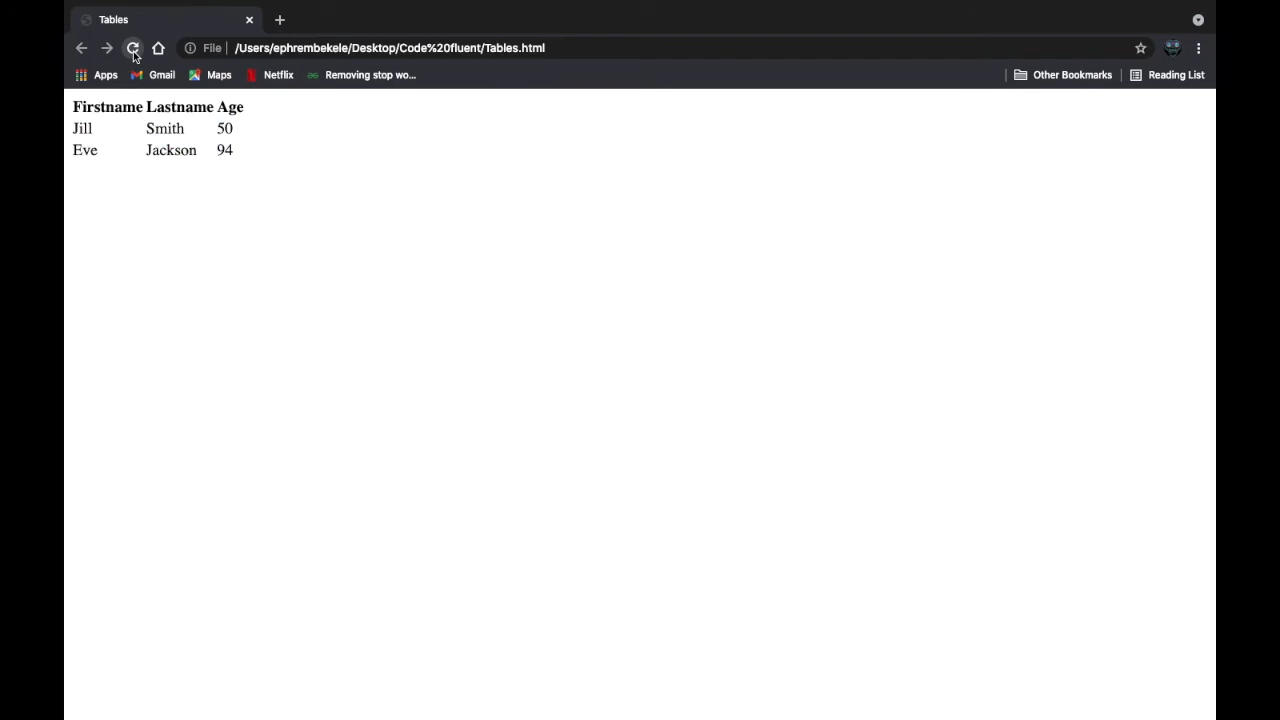 Tables
File /Users/ephrembekele/Desktop/Code%20fluent/Tables.html
Apps Gmail Maps Netflix Removing stop wo... Other Bookmarks Reading List
Firstname Lastname Age
Jill Smith 50
Eve Jackson 94